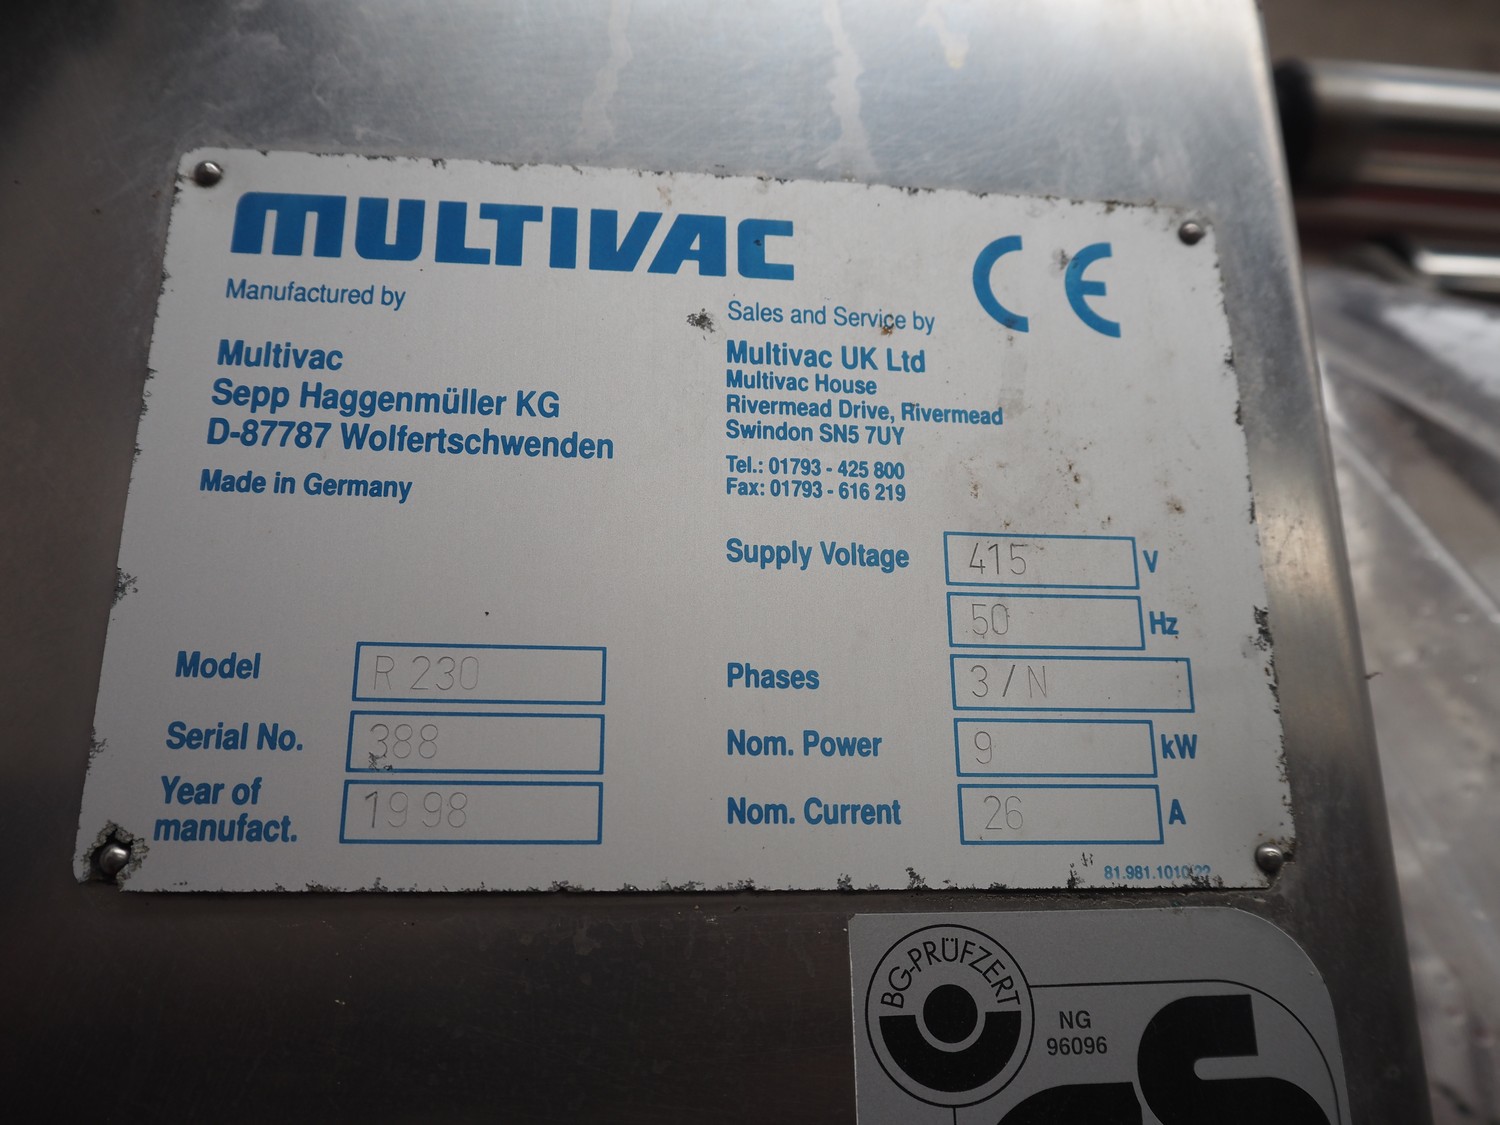 MULTIVAC
CE
Manufactured by
Multivac
Sepp Haggenmüller KG
D-87787 Wolfertschwenden
Made in Germany
Sales and Service by
Multivac UK Ltd
Multivac House
Rivermead Drive, Rivermead
Swindon SN5 7UY
Tel.: 01793 - 425 800
Fax: 01793 - 616 219
Model R 230
Serial No. 388
Year of
manufact. 1998
Supply Voltage 415 V
50 Hz
Phases 3 / N
Nom. Power 9 kW
Nom. Current 26 A
BG-PRÜFZERT
NG
96096